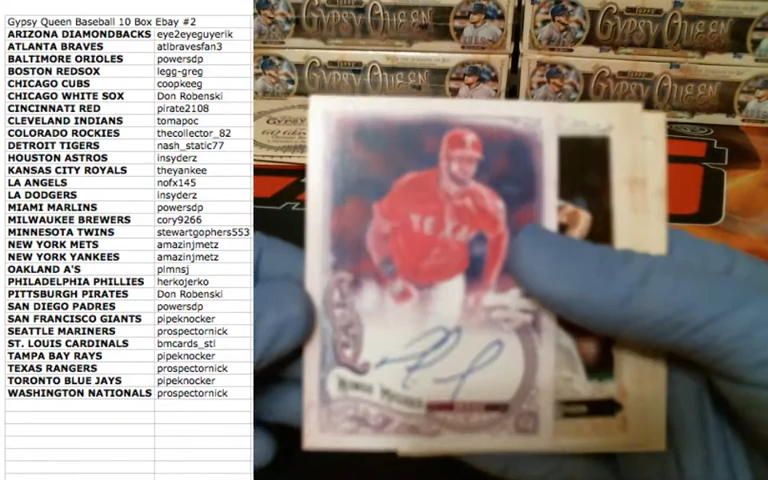 Gypsy Queen Baseball 10 Box Ebay #2
ARIZONA DIAMONDBACKS eye2eyeguyerik
ATLANTA BRAVES atlbravesfan3
BALTIMORE ORIOLES powersdp
BOSTON REDSOX legg-greg
CHICAGO CUBS coopkeeg
CHICAGO WHITE SOX Don Robenski
CINCINNATI RED pirate2108
CLEVELAND INDIANS tomapoc
COLORADO ROCKIES thecollector_82
DETROIT TIGERS nash_static77
HOUSTON ASTROS insyderz
KANSAS CITY ROYALS theyankee
LA ANGELS nofx145
LA DODGERS insyderz
MIAMI MARLINS powersdp
MILWAUKEE BREWERS cory9266
MINNESOTA TWINS stewartgophers553
NEW YORK METS amazinjmetz
NEW YORK YANKEES amazinjmetz
OAKLAND A'S plmnsj
PHILADELPHIA PHILLIES herkojerko
PITTSBURGH PIRATES Don Robenski
SAN DIEGO PADRES powersdp
SAN FRANCISCO GIANTS pipeknocker
SEATTLE MARINERS prospectornick
ST. LOUIS CARDINALS bmcards_stl
TAMPA BAY RAYS pipeknocker
TEXAS RANGERS prospectornick
TORONTO BLUE JAYS pipeknocker
WASHINGTON NATIONALS prospectornick
GYPSY QUEEN
GYPSY QUEEN
GYPSY QUEEN
GYPSY QUEEN
TEXAS